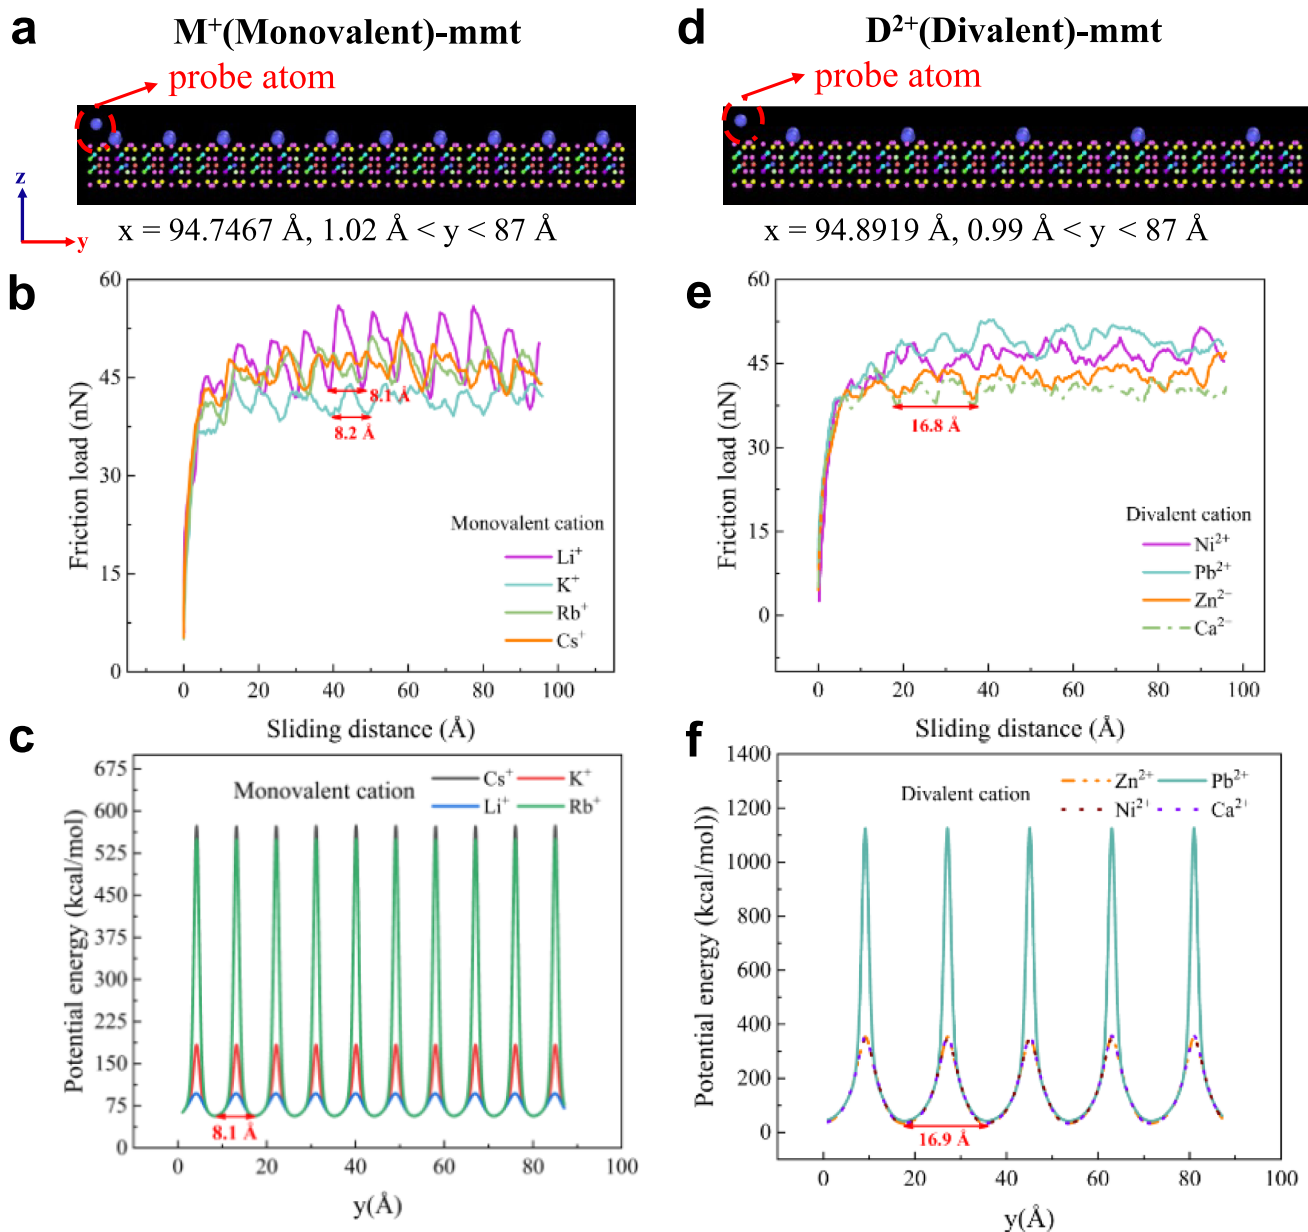 a
M⁺(Monovalent)-mmt
probe atom
z
y
x = 94.7467 Å, 1.02 Å < y < 87 Å
d
D²⁺(Divalent)-mmt
probe atom
x = 94.8919 Å, 0.99 Å < y < 87 Å
b
60
45
30
15
0
Friction load (nN)
8.1 Å
8.2 Å
Monovalent cation
Li⁺
K⁺
Rb⁺
Cs⁺
0 20 40 60 80 100
Sliding distance (Å)
e
60
45
30
15
0
Friction load (nN)
16.8 Å
Divalent cation
Ni²⁺
Pb²⁺
Zn²⁻
Ca²⁻
0 20 40 60 80 100
Sliding distance (Å)
c
675
600
525
450
375
300
225
150
75
0
Potential energy (kcal/mol)
Monovalent cation
Cs⁺ K⁺
Li⁺ Rb⁺
8.1 Å
0 20 40 60 80 100
y(Å)
f
1400
1200
1000
800
600
400
200
0
Potential energy (kcal/mol))
Divalent cation
Zn²⁺ Pb²⁺
Ni²⁺ Ca²⁺
16.9 Å
0 20 40 60 80 100
y(Å)